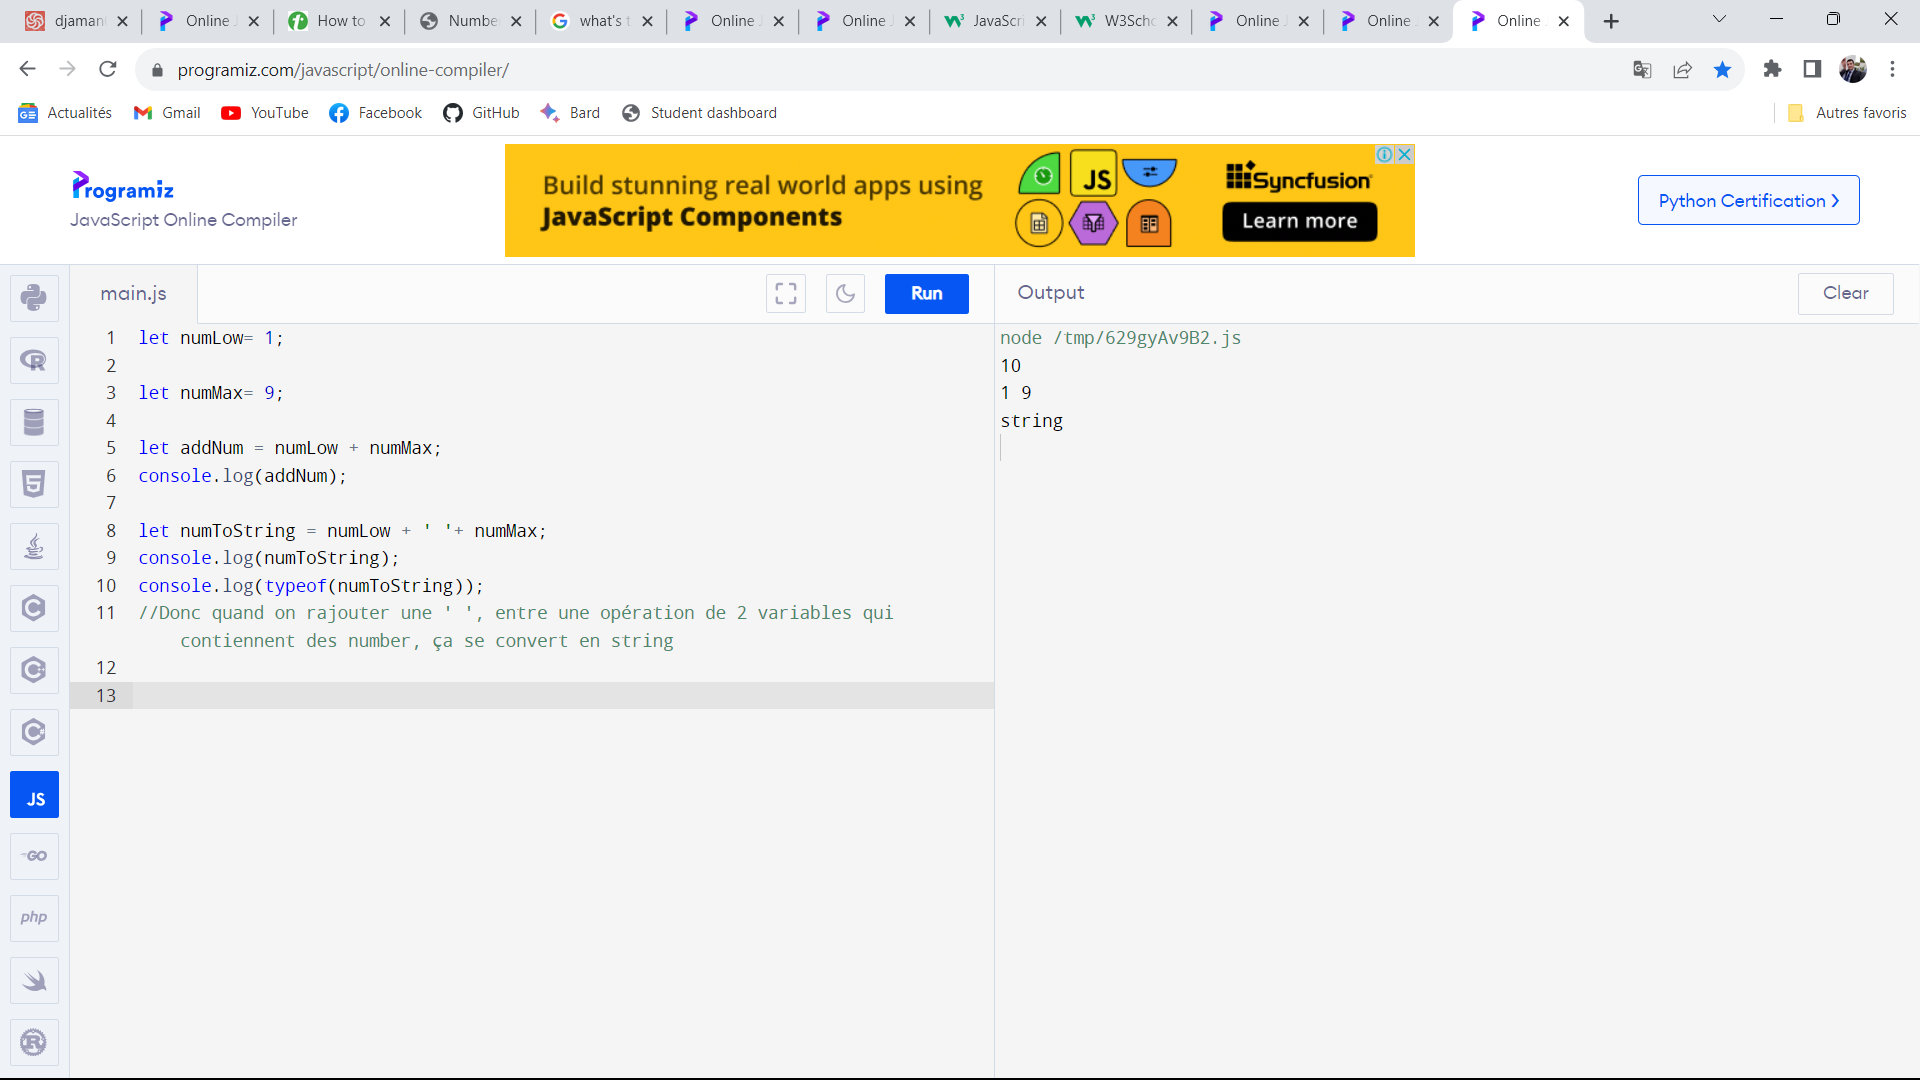 djaman
Online J
How to
Number
what's t
Online J
Online J
JavaScri
W3Scho
Online J
Online J
Online J
programiz.com/javascript/online-compiler/
Actualités
Gmail
YouTube
Facebook
GitHub
Bard
Student dashboard
Autres favoris
Programiz
JavaScript Online Compiler
Build stunning real world apps using
JavaScript Components
JS
Syncfusion
Learn more
Python Certification ❯
main.js
Run
Output
Clear
1 let numLow= 1;
2
3 let numMax= 9;
4
5 let addNum = numLow + numMax;
6 console.log(addNum);
7
8 let numToString = numLow + ' '+ numMax;
9 console.log(numToString);
10 console.log(typeof(numToString));
11 //Donc quand on rajouter une ' ', entre une opération de 2 variables qui
contiennent des number, ça se convert en string
12
13
node /tmp/629gyAv9B2.js
10
1 9
string
JS
GO
php